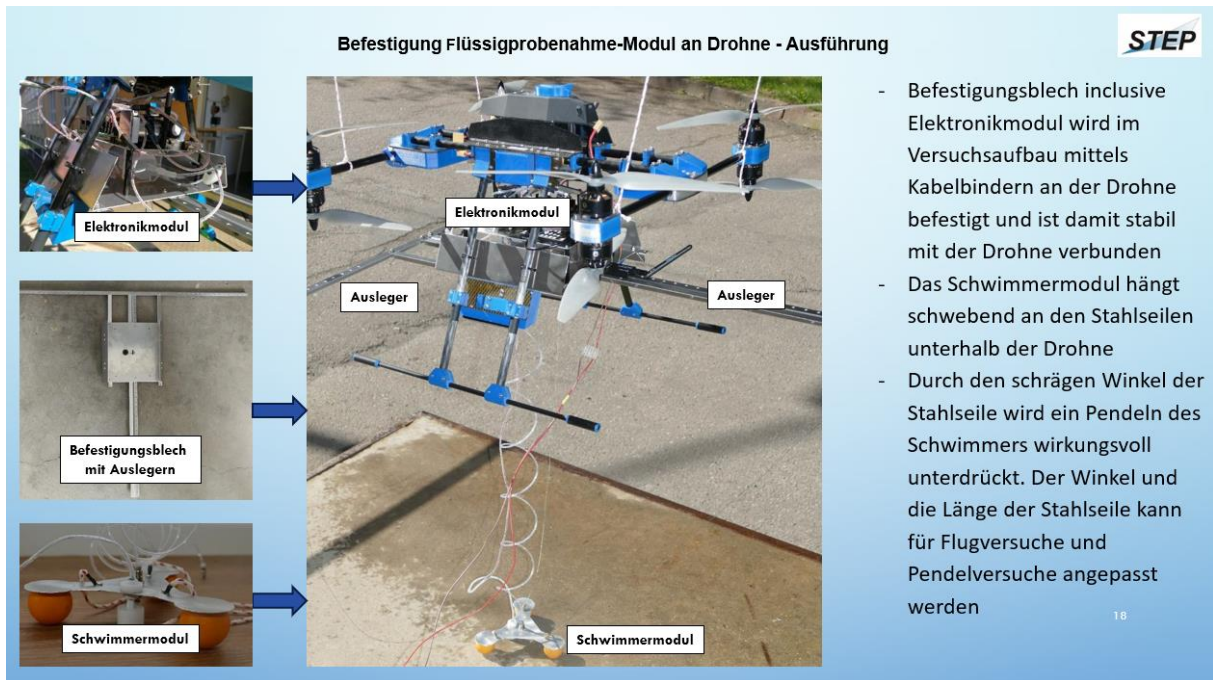 Befestigung Flüssigprobenahme-Modul an Drohne - Ausführung
STEP
Elektronikmodul
Befestigungsblech
mit Auslegern
Schwimmermodul
Elektronikmodul
Ausleger
Ausleger
Schwimmermodul
- Befestigungsblech inclusive
Elektronikmodul wird im
Versuchsaufbau mittels
Kabelbindern an der Drohne
befestigt und ist damit stabil
mit der Drohne verbunden
- Das Schwimmermodul hängt
schwebend an den Stahlseilen
unterhalb der Drohne
- Durch den schrägen Winkel der
Stahlseile wird ein Pendeln des
Schwimmers wirkungsvoll
unterdrückt. Der Winkel und
die Länge der Stahlseile kann
für Flugversuche und
Pendelversuche angepasst
werden
18